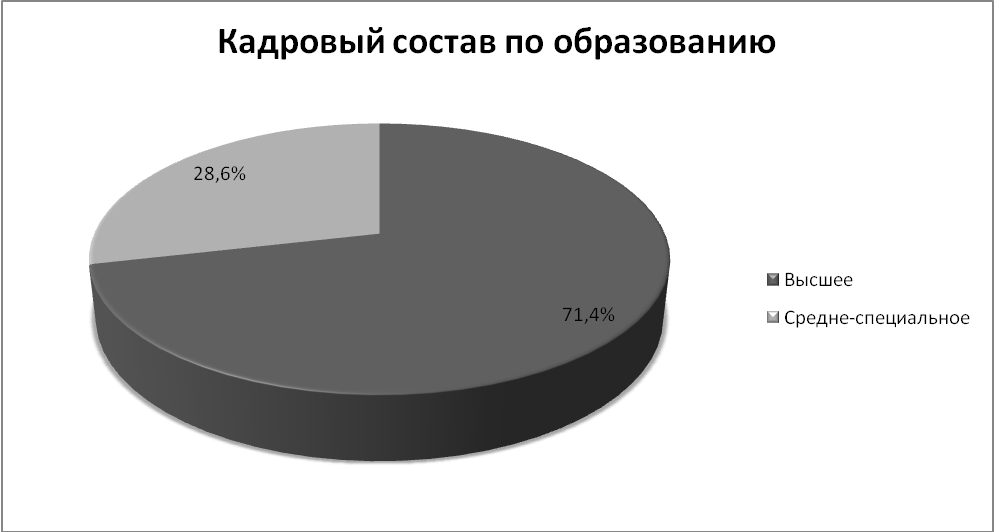 Кадровый состав по образованию
28,6%
71,4%
Высшее
Средне-специальное